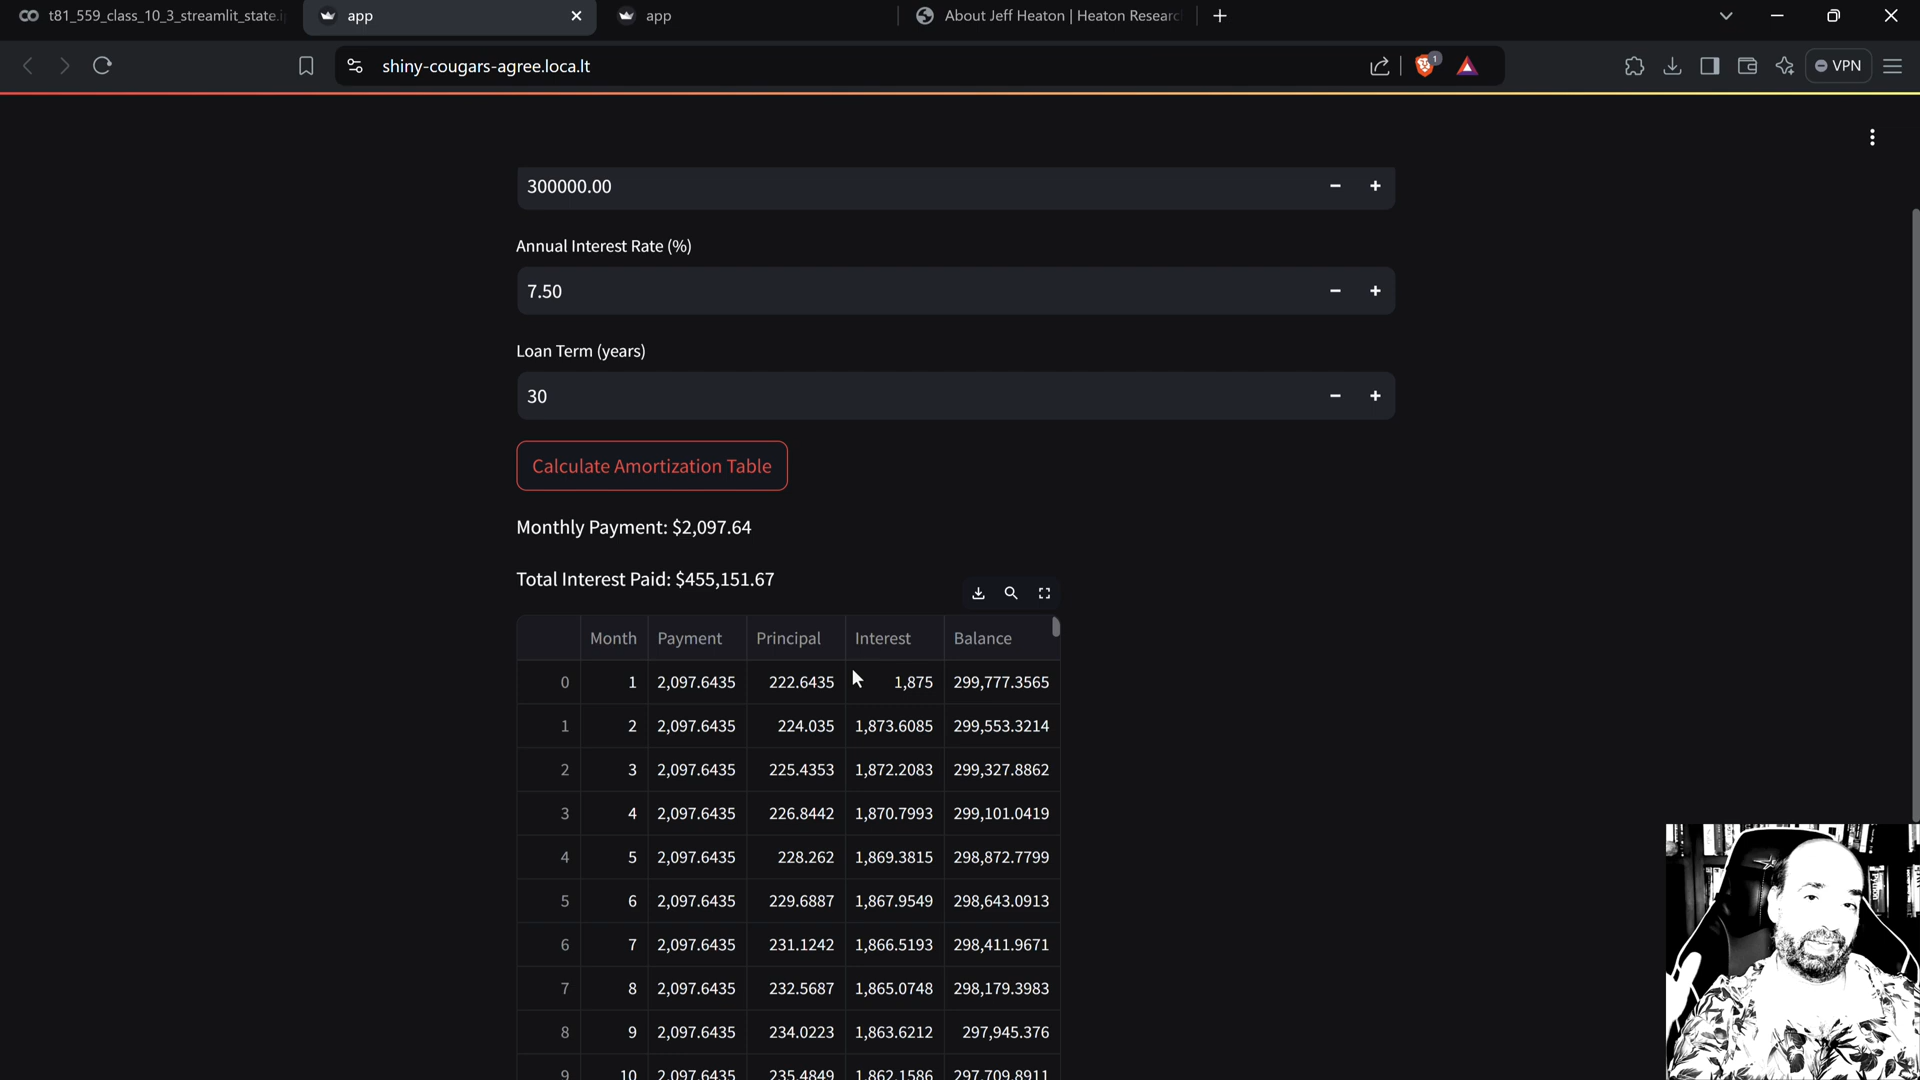 t81_559_class_10_3_streamlit_state.i
app
app
About Jeff Heaton | Heaton Researc
shiny-cougars-agree.loca.lt
1
VPN
300000.00
Annual Interest Rate (%)
7.50
Loan Term (years)
30
Calculate Amortization Table
Monthly Payment: $2,097.64
Total Interest Paid: $455,151.67
Month Payment Principal Interest Balance
0 1 2,097.6435 222.6435 1,875 299,777.3565
1 2 2,097.6435 224.035 1,873.6085 299,553.3214
2 3 2,097.6435 225.4353 1,872.2083 299,327.8862
3 4 2,097.6435 226.8442 1,870.7993 299,101.0419
4 5 2,097.6435 228.262 1,869.3815 298,872.7799
5 6 2,097.6435 229.6887 1,867.9549 298,643.0913
6 7 2,097.6435 231.1242 1,866.5193 298,411.9671
7 8 2,097.6435 232.5687 1,865.0748 298,179.3983
8 9 2,097.6435 234.0223 1,863.6212 297,945.376
9 10 2,097.6435 235.4849 1,862.1586 297,709.8911